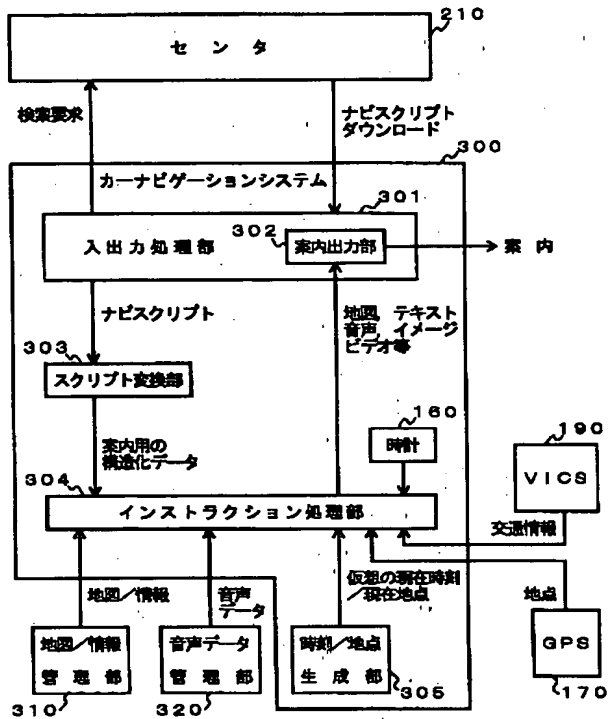 210
センタ
検索要求
ナビスクリプト
ダウンロード
300
カーナビゲーションシステム
301
302
入出力処理部
案内出力部
案内
ナビスクリプト
地図，テキスト
音声，イメージ
ビデオ等
303
スクリプト変換部
160
時計
190
VICS
案内用の
構造化データ
304
インストラクション処理部
交通情報
地図／情報
音声
データ
仮想の現在時刻
／現在地点
地点
地図／情報
管理部
310
音声データ
管理部
320
時刻／地点
生成部
305
GPS
170